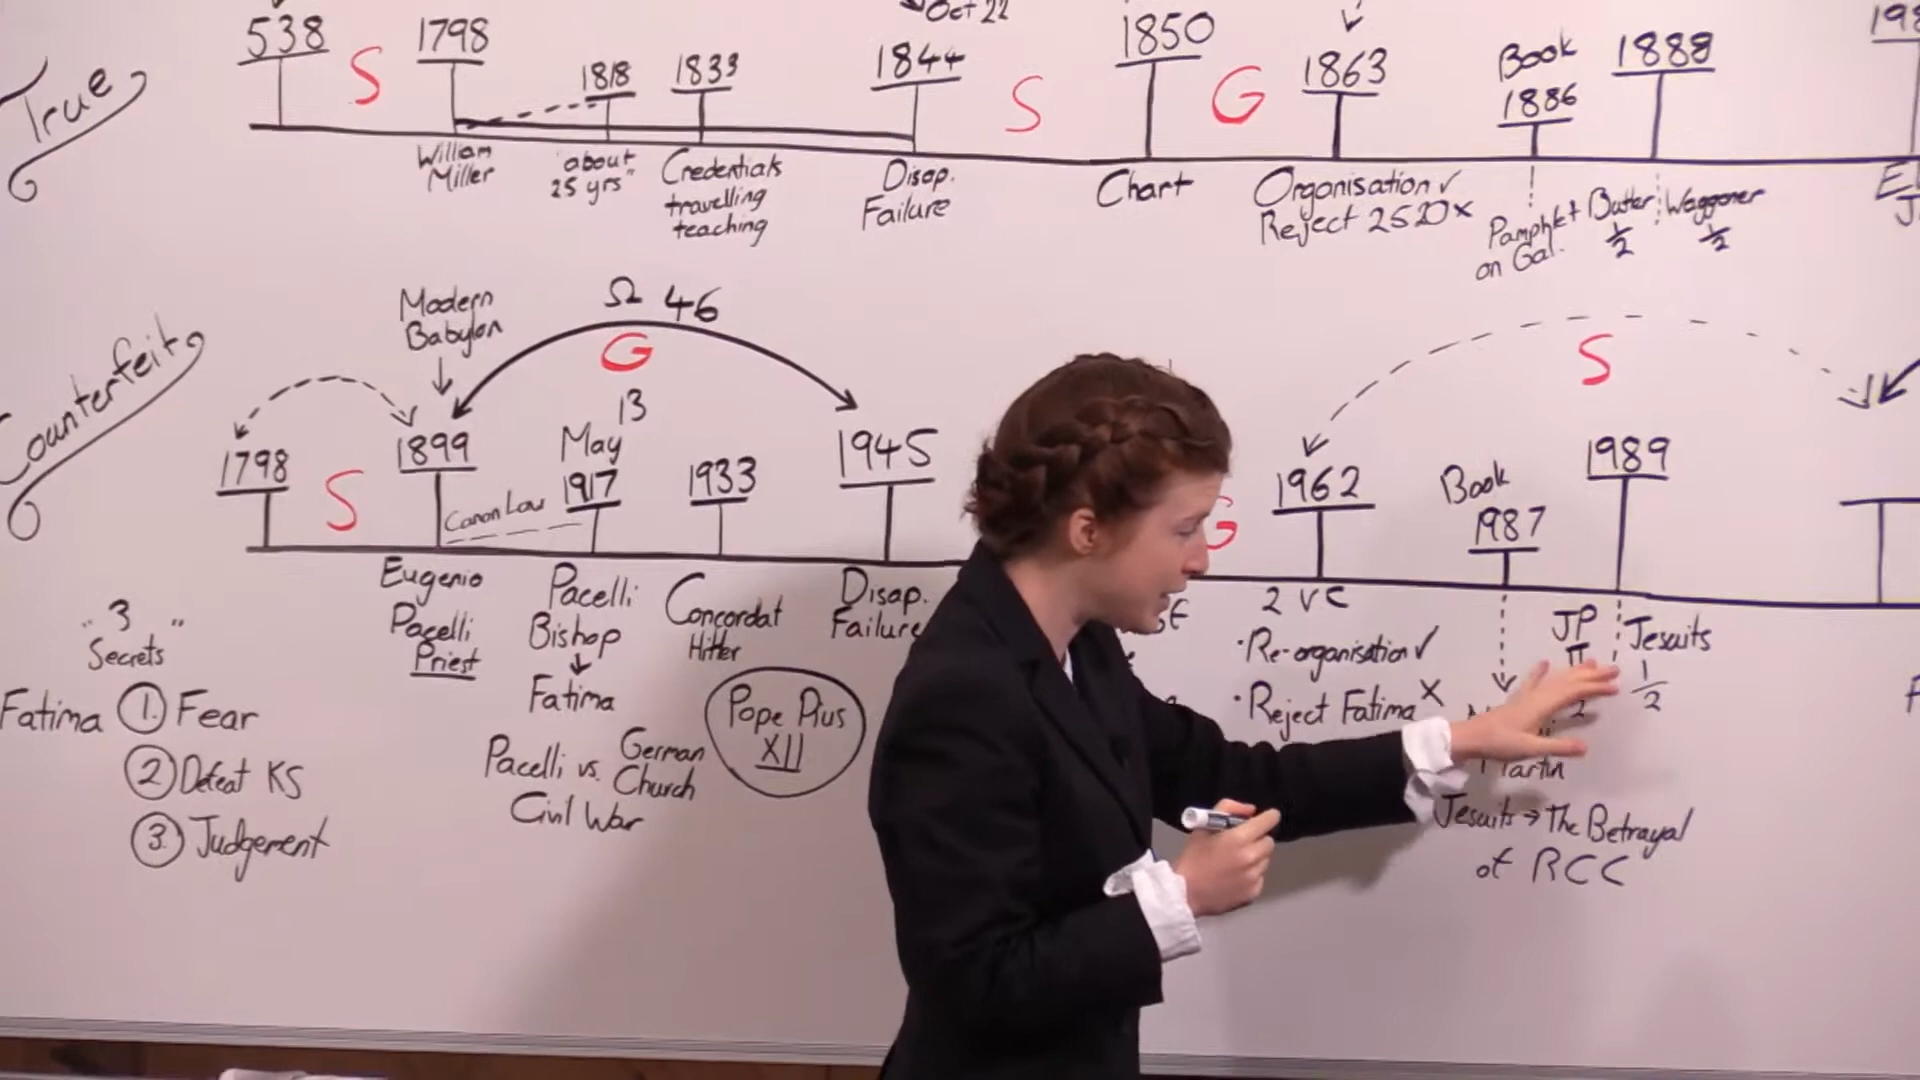 True
538
S
1798
1818
1833
Oct 22
1844
S
1850
G
1863
Book
1886
1888
198
William
Miller
"about
25 yrs"
Credentials
travelling
teaching
Disap.
Failure
Chart
Organisation ✓
Reject 2520 x
Pamphlet
on Gal.
Butler
1/2
Waggoner
1/2
Counterfeit
Modern
Babylon
Ω 46
G
S
1798
S
1899
Canon Law
May 13
1917
1933
1945
G
1962
Book
1987
1989
Eugenio
Pacelli
Priest
Pacelli
Bishop
Fatima
Pacelli vs. German
Church
Civil War
Concordat
Hitler
Pope Pius
XII
Disap.
Failure
2 VC
• Re-organisation ✓
• Reject Fatima X
JP
II
2
Jesuits
1/2
Martin
Jesuits → The Betrayal
of RCC
"3
Secrets"
Fatima 1. Fear
2 Defeat KS
3. Judgement